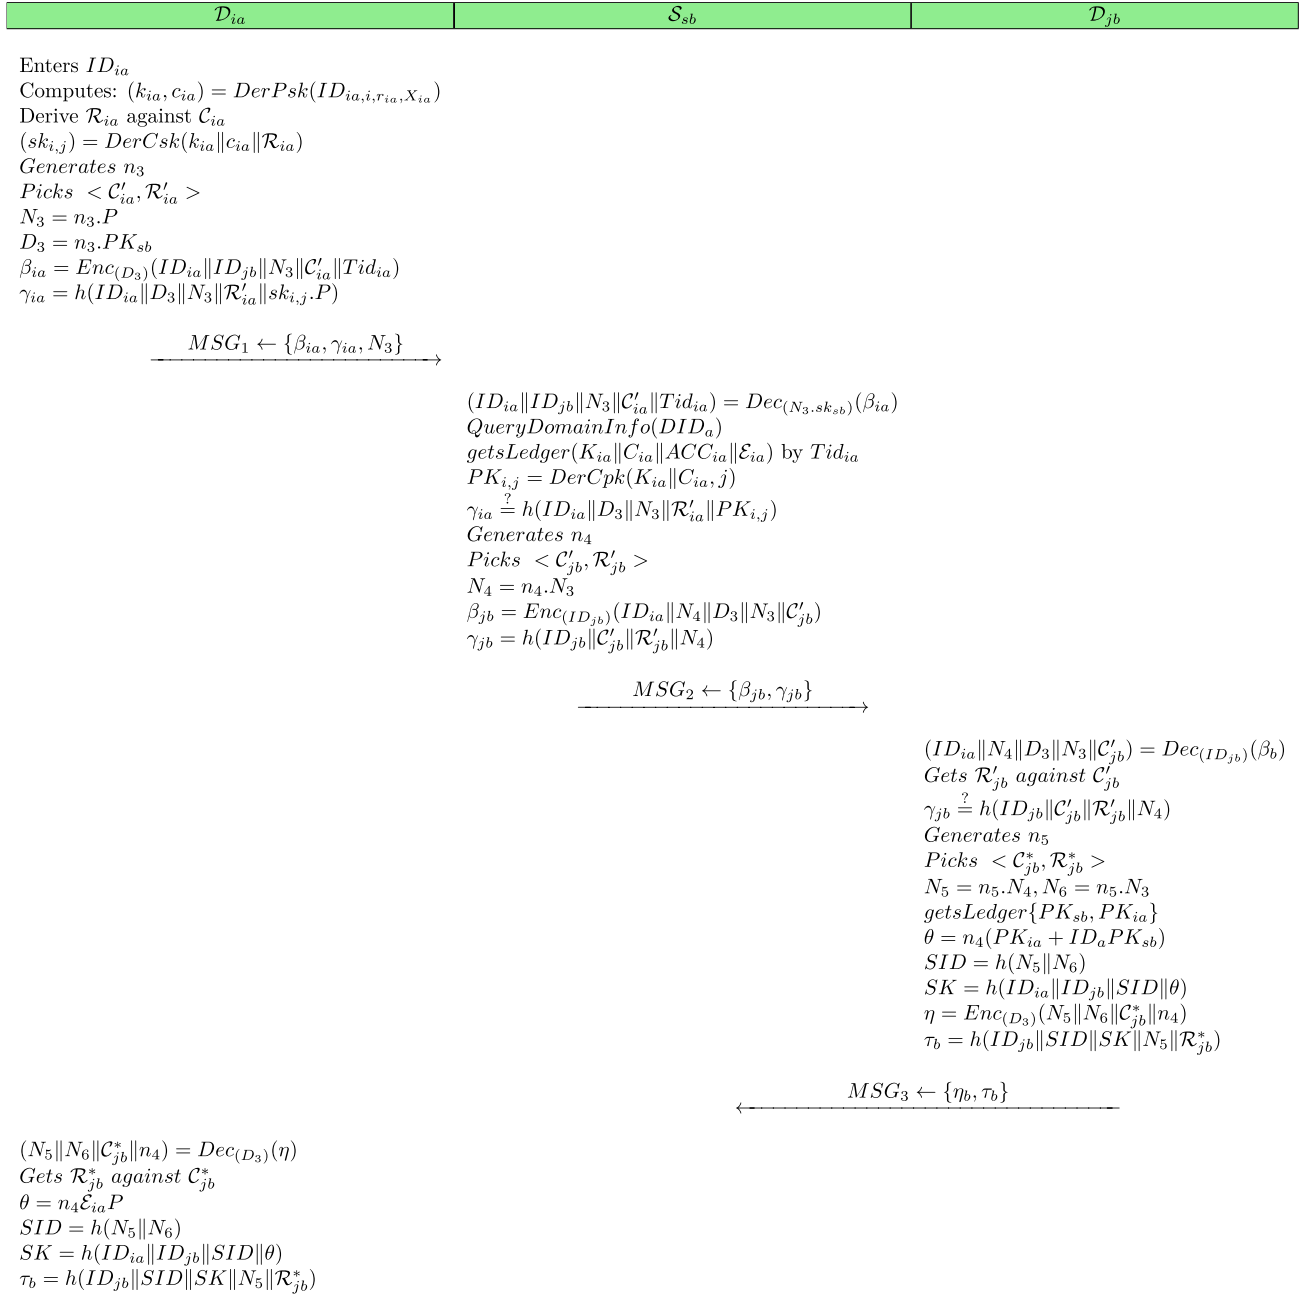 𝒟_{ia} 𝒮_{sb} 𝒟_{jb}
Enters ID_{ia}
Computes: (k_{ia}, c_{ia}) = DerPsk(ID_{ia,i,r_{ia},X_{ia}})
Derive ℛ_{ia} against 𝒞_{ia}
(sk_{i,j}) = DerCsk(k_{ia}‖c_{ia}‖ℛ_{ia})
Generates n_3
Picks < 𝒞′_{ia}, ℛ′_{ia} >
N_3 = n_3.P
D_3 = n_3.PK_{sb}
β_{ia} = Enc_{(D_3)}(ID_{ia}‖ID_{jb}‖N_3‖𝒞′_{ia}‖Tid_{ia})
γ_{ia} = h(ID_{ia}‖D_3‖N_3‖ℛ′_{ia}‖sk_{i,j}.P)
MSG_1 ← {β_{ia}, γ_{ia}, N_3}
(ID_{ia}‖ID_{jb}‖N_3‖𝒞′_{ia}‖Tid_{ia}) = Dec_{(N_3.sk_{sb})}(β_{ia})
QueryDomainInfo(DID_a)
getsLedger(K_{ia}‖C_{ia}‖ACC_{ia}‖ℰ_{ia}) by Tid_{ia}
PK_{i,j} = DerCpk(K_{ia}‖C_{ia}, j)
γ_{ia} ≟ h(ID_{ia}‖D_3‖N_3‖ℛ′_{ia}‖PK_{i,j})
Generates n_4
Picks < 𝒞′_{jb}, ℛ′_{jb} >
N_4 = n_4.N_3
β_{jb} = Enc_{(ID_{jb})}(ID_{ia}‖N_4‖D_3‖N_3‖𝒞′_{jb})
γ_{jb} = h(ID_{jb}‖𝒞′_{jb}‖ℛ′_{jb}‖N_4)
MSG_2 ← {β_{jb}, γ_{jb}}
(ID_{ia}‖N_4‖D_3‖N_3‖𝒞′_{jb}) = Dec_{(ID_{jb})}(β_b)
Gets ℛ′_{jb} against 𝒞′_{jb}
γ_{jb} ≟ h(ID_{jb}‖𝒞′_{jb}‖ℛ′_{jb}‖N_4)
Generates n_5
Picks < 𝒞*_{jb}, ℛ*_{jb} >
N_5 = n_5.N_4, N_6 = n_5.N_3
getsLedger{PK_{sb}, PK_{ia}}
θ = n_4(PK_{ia} + ID_aPK_{sb})
SID = h(N_5‖N_6)
SK = h(ID_{ia}‖ID_{jb}‖SID‖θ)
η = Enc_{(D_3)}(N_5‖N_6‖𝒞*_{jb}‖n_4)
τ_b = h(ID_{jb}‖SID‖SK‖N_5‖ℛ*_{jb})
MSG_3 ← {η_b, τ_b}
(N_5‖N_6‖𝒞*_{jb}‖n_4) = Dec_{(D_3)}(η)
Gets ℛ*_{jb} against 𝒞*_{jb}
θ = n_4ℰ_{ia}P
SID = h(N_5‖N_6)
SK = h(ID_{ia}‖ID_{jb}‖SID‖θ)
τ_b = h(ID_{jb}‖SID‖SK‖N_5‖ℛ*_{jb})